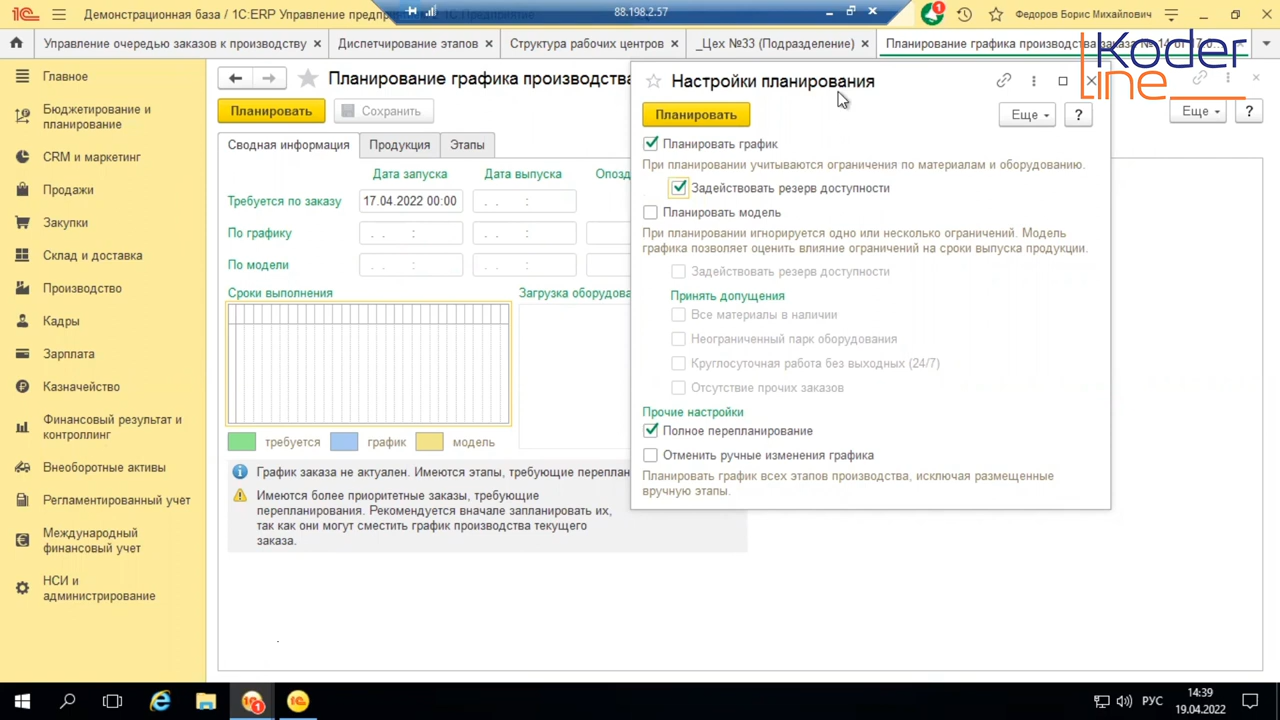 Демонстрационная база / 1С:ERP Управление предпр
88.198.2.57
1
Федоров Борис Михайлович
Управление очередью заказов к производству ×
Диспетчирование этапов ×
Структура рабочих центров ×
_Цех №33 (Подразделение) ×
Планирование графика производства
Koder
line
Главное
Бюджетирование и
планирование
CRM и маркетинг
Продажи
Закупки
Склад и доставка
Производство
Кадры
Зарплата
Казначейство
Финансовый результат и
контроллинг
Внеоборотные активы
Регламентированный учет
Международный
финансовый учет
НСИ и
администрирование
Планирование графика производства
Планировать
Сохранить
Еще
?
Сводная информация
Продукция
Этапы
Дата запуска
Дата выпуска
Опозд
Требуется по заказу
17.04.2022 00:00
. . :
По графику
. . :
. . :
По модели
. . :
. . :
Сроки выполнения
Загрузка оборудова
требуется
график
модель
График заказа не актуален. Имеются этапы, требующие переплан
Имеются более приоритетные заказы, требующие
перепланирования. Рекомендуется вначале запланировать их,
так как они могут сместить график производства текущего
заказа.
Настройки планирования
Планировать
Еще
?
Планировать график
При планировании учитываются ограничения по материалам и оборудованию.
Задействовать резерв доступности
Планировать модель
При планировании игнорируется одно или несколько ограничений. Модель
графика позволяет оценить влияние ограничений на сроки выпуска продукции.
Задействовать резерв доступности
Принять допущения
Все материалы в наличии
Неограниченный парк оборудования
Круглосуточная работа без выходных (24/7)
Отсутствие прочих заказов
Прочие настройки
Полное перепланирование
Отменить ручные изменения графика
Планировать график всех этапов производства, исключая размещенные
вручную этапы.
1
РУС
14:39
19.04.2022